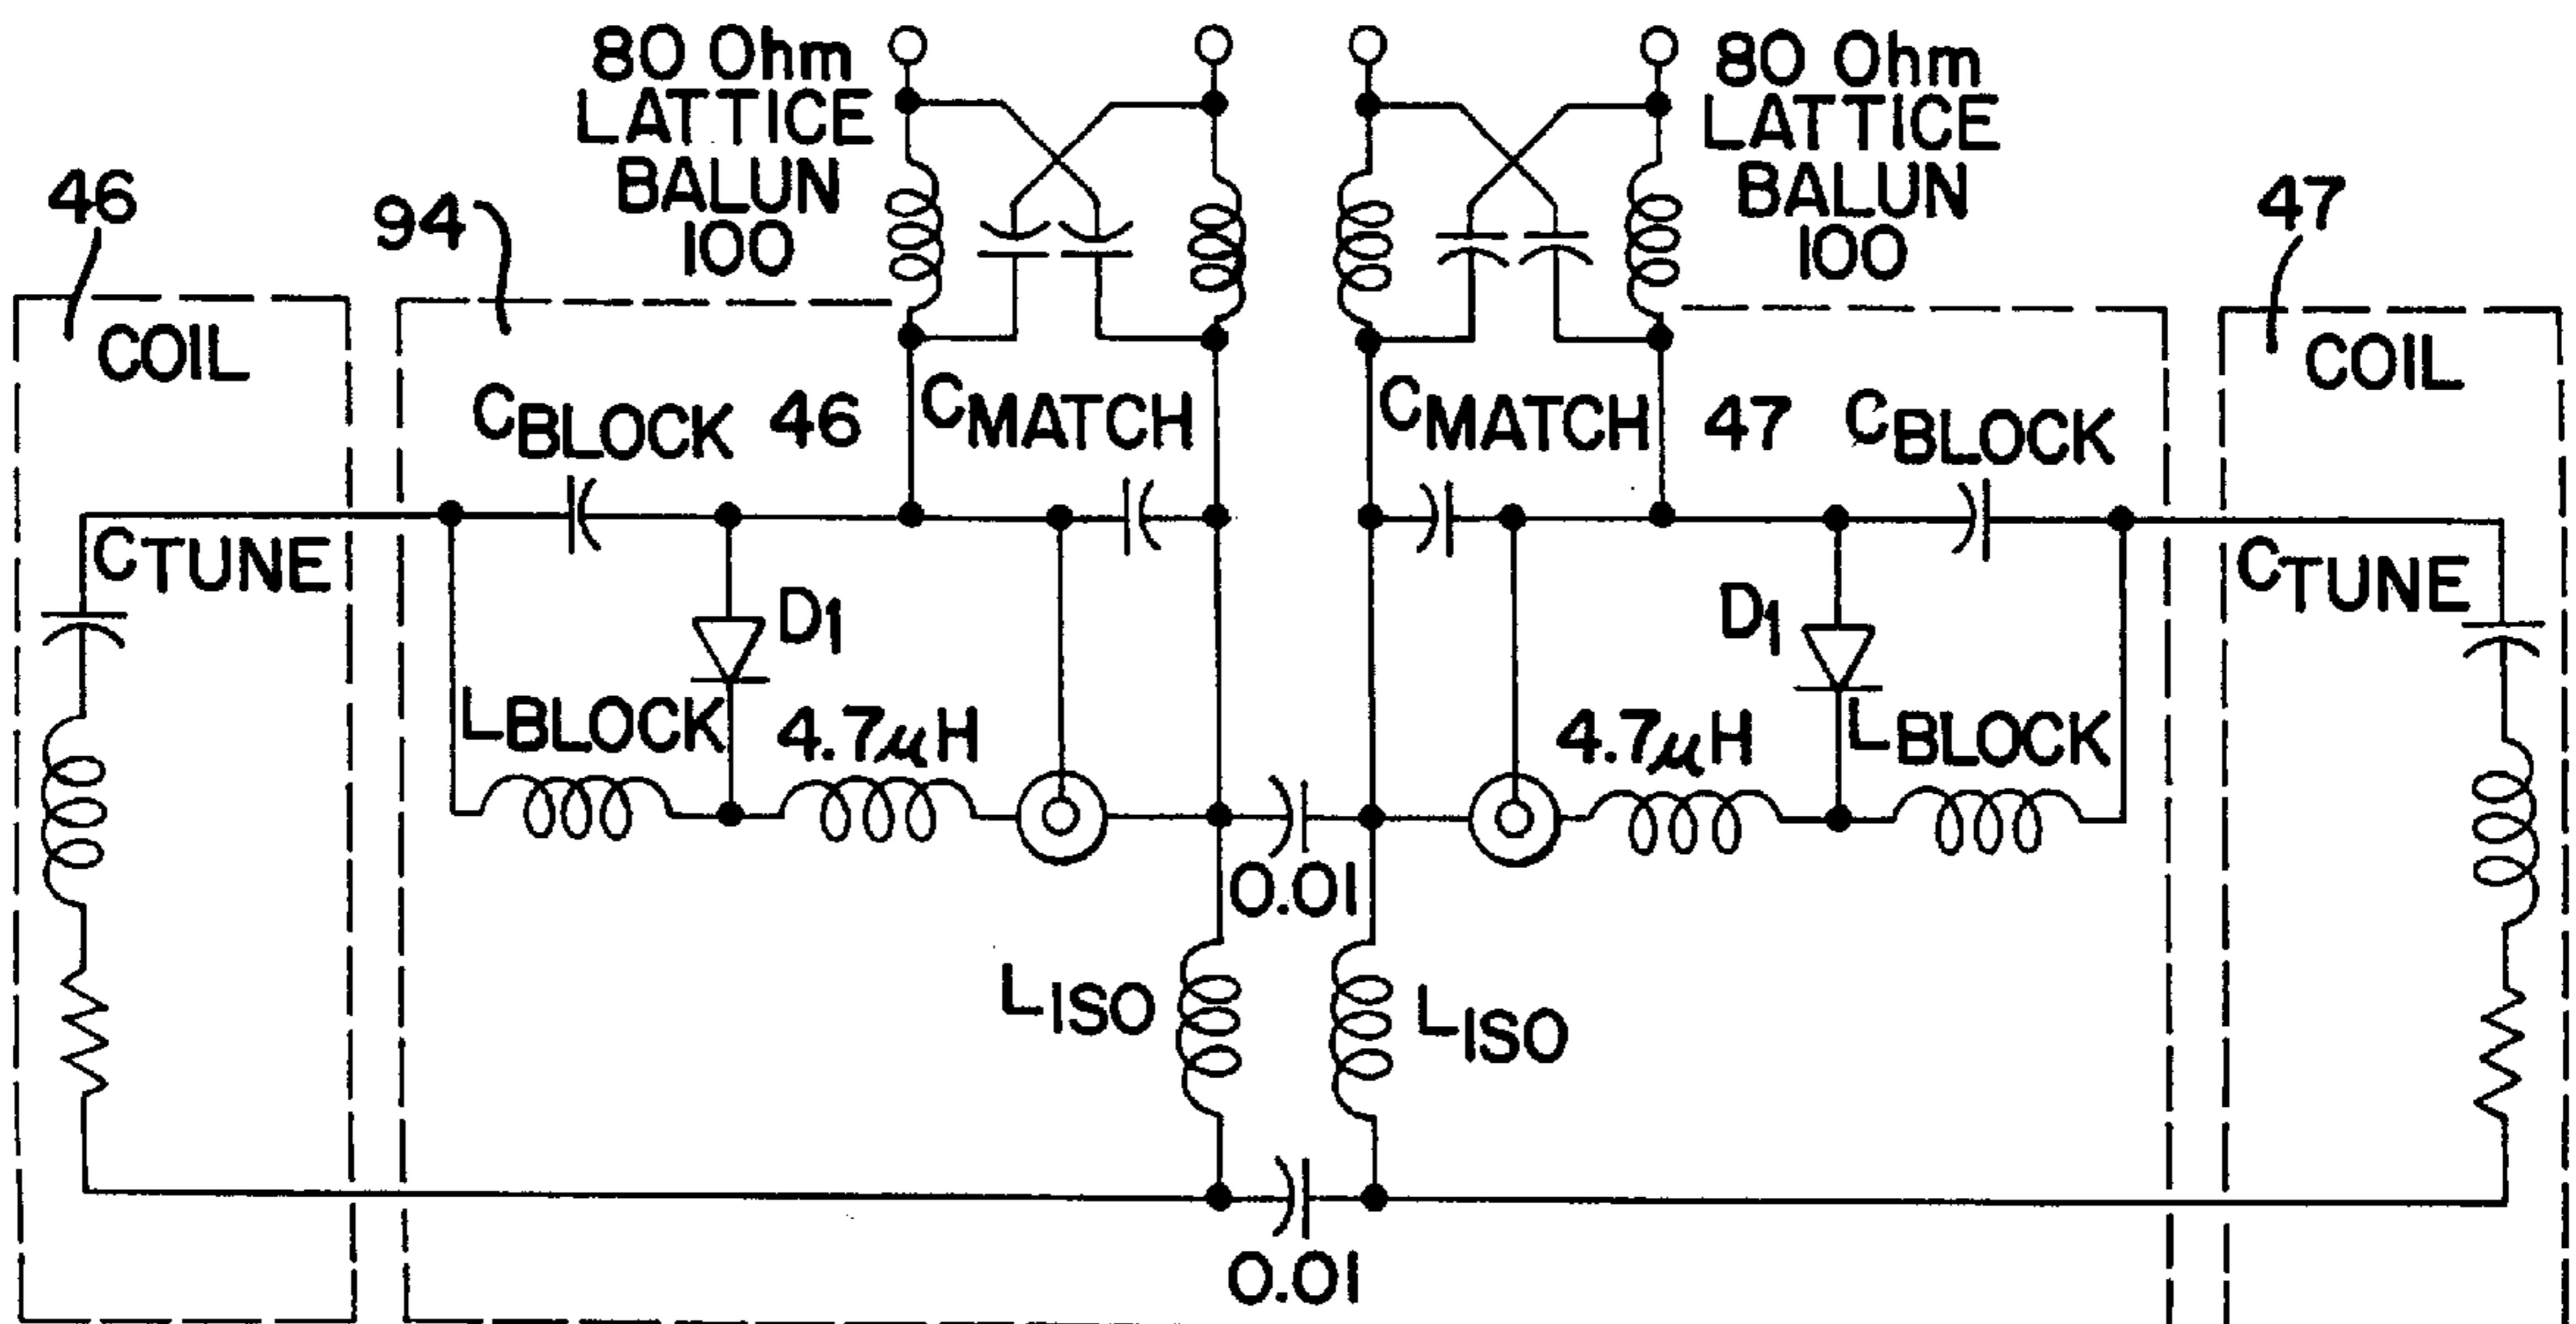 80 Ohm
LATTICE
BALUN
100
80 Ohm
LATTICE
BALUN
100
46
94
47
COIL
COIL
CBLOCK 46
CMATCH
CMATCH
47 CBLOCK
CTUNE
CTUNE
D1
D1
LBLOCK
4.7μH
4.7μH
LBLOCK
0.01
LISO
LISO
0.01